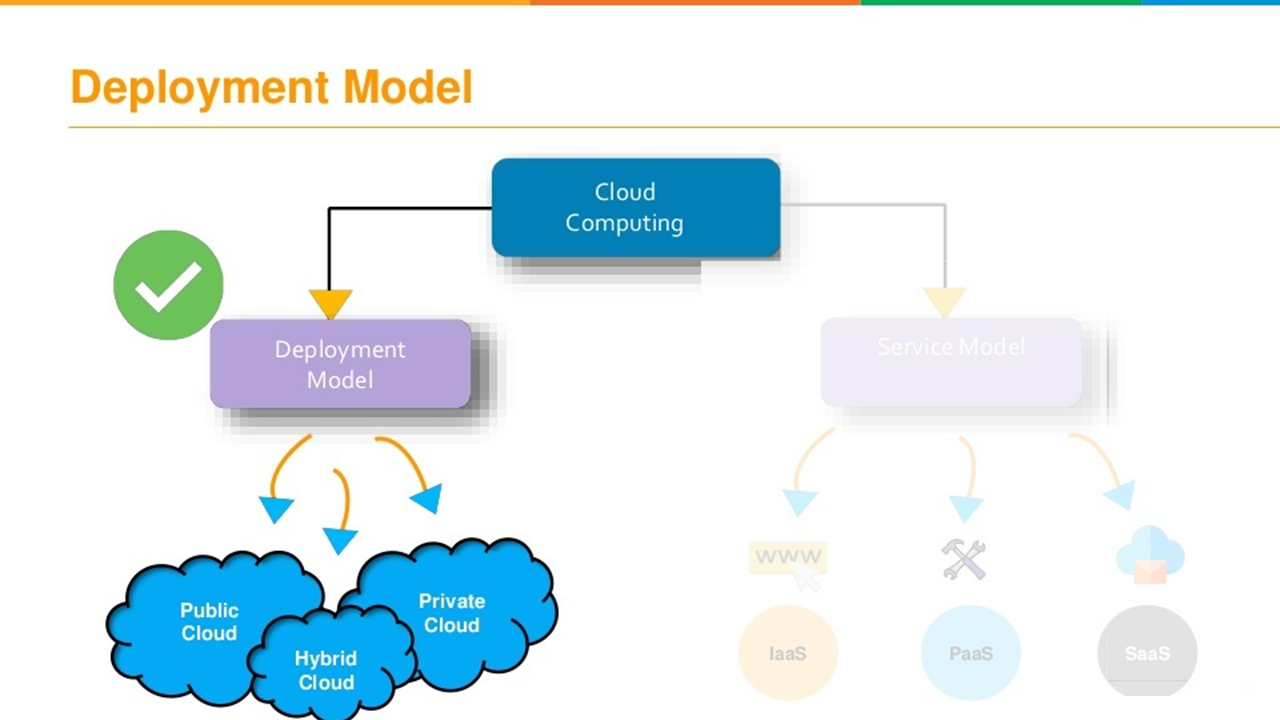 Deployment Model
Cloud
Computing
Deployment
Model
Service Model
Public
Cloud
Hybrid
Cloud
Private
Cloud
WWW
IaaS
PaaS
SaaS